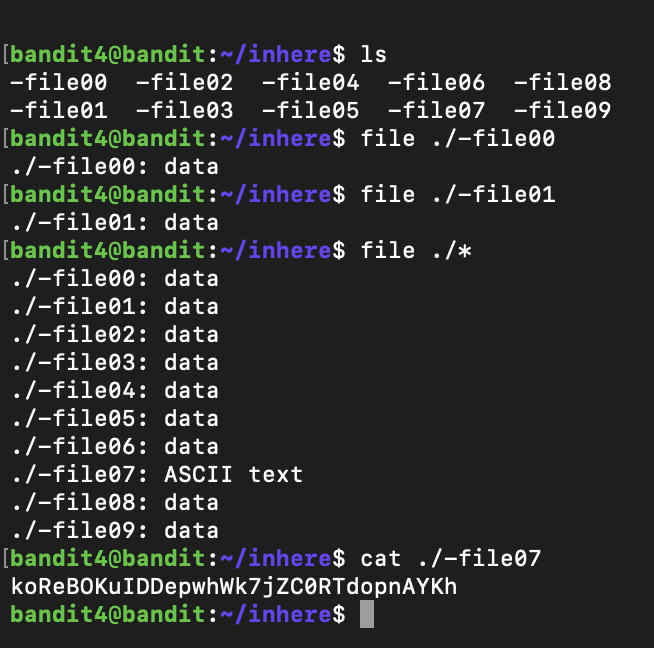 [bandit4@bandit:~/inhere$ ls
-file00  -file02  -file04  -file06  -file08
-file01  -file03  -file05  -file07  -file09
[bandit4@bandit:~/inhere$ file ./-file00
./-file00: data
[bandit4@bandit:~/inhere$ file ./-file01
./-file01: data
[bandit4@bandit:~/inhere$ file ./*
./-file00: data
./-file01: data
./-file02: data
./-file03: data
./-file04: data
./-file05: data
./-file06: data
./-file07: ASCII text
./-file08: data
./-file09: data
[bandit4@bandit:~/inhere$ cat ./-file07
koReBOKuIDDepwhWk7jZC0RTdopnAYKh
bandit4@bandit:~/inhere$